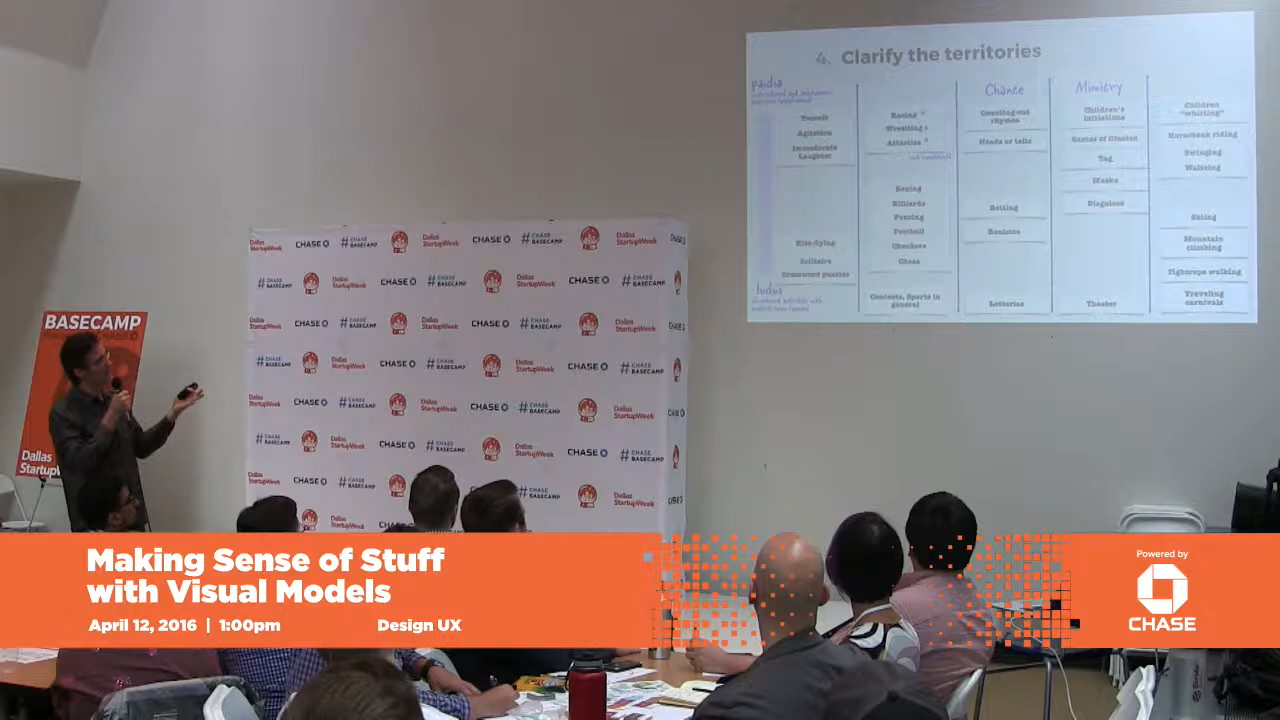 4. Clarify the territories
paidia
Chance
Mimicry
Tumult
Agitation
Immoderate
Laughter
Racing
Wrestling
Athletics
Counting-out
rhymes
Heads or tails
Children's
initiations
Games of illusion
Tag
Masks
Disguises
Children
"whirling"
Horseback riding
Swinging
Waltzing
Boxing
Billiards
Fencing
Football
Checkers
Chess
Betting
Roulette
Skiing
Mountain
climbing
Tightrope walking
Kite-flying
Solitaire
Crossword puzzles
ludus
Contests, Sports in
general
Lotteries
Theater
Traveling
carnivals
BASECAMP
Dallas
StartupWeek
CHASE
# CHASE
BASECAMP
Making Sense of Stuff
with Visual Models
April 12, 2016 | 1:00pm
Design UX
Powered by
CHASE